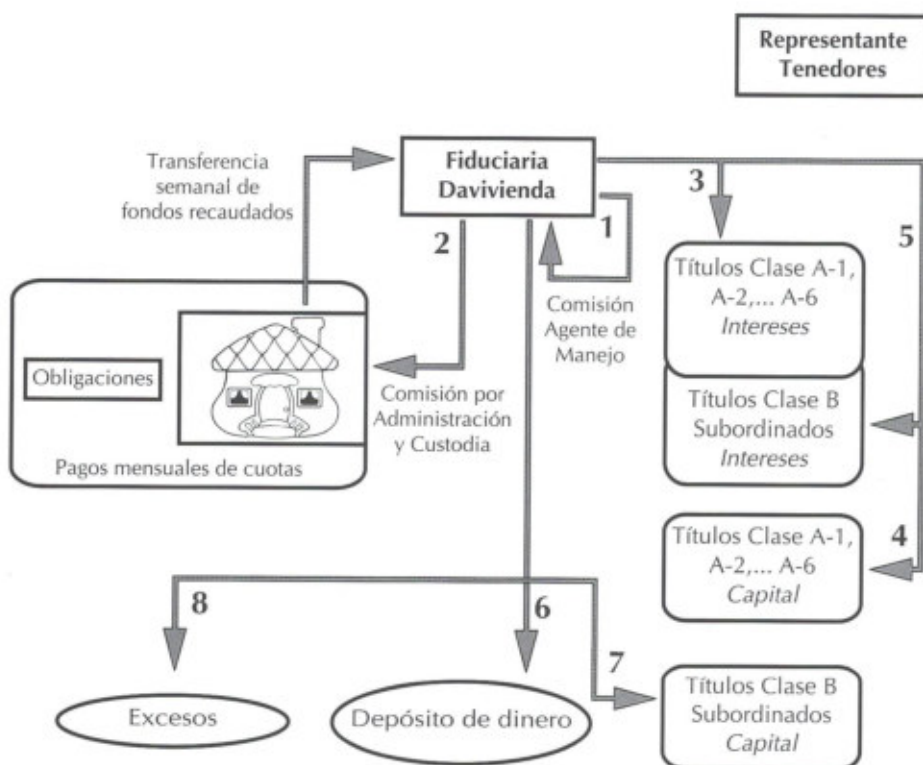 Representante
Tenedores
Transferencia
semanal de
fondos recaudados
Fiduciaria
Davivienda
1
2
3
5
Comisión
Agente de
Manejo
Títulos Clase A-1,
A-2,... A-6
Intereses
Obligaciones
Comisión por
Administración
y Custodia
Pagos mensuales de cuotas
Títulos Clase B
Subordinados
Intereses
4
Títulos Clase A-1,
A-2,... A-6
Capital
8
6
7
Excesos
Depósito de dinero
Títulos Clase B
Subordinados
Capital